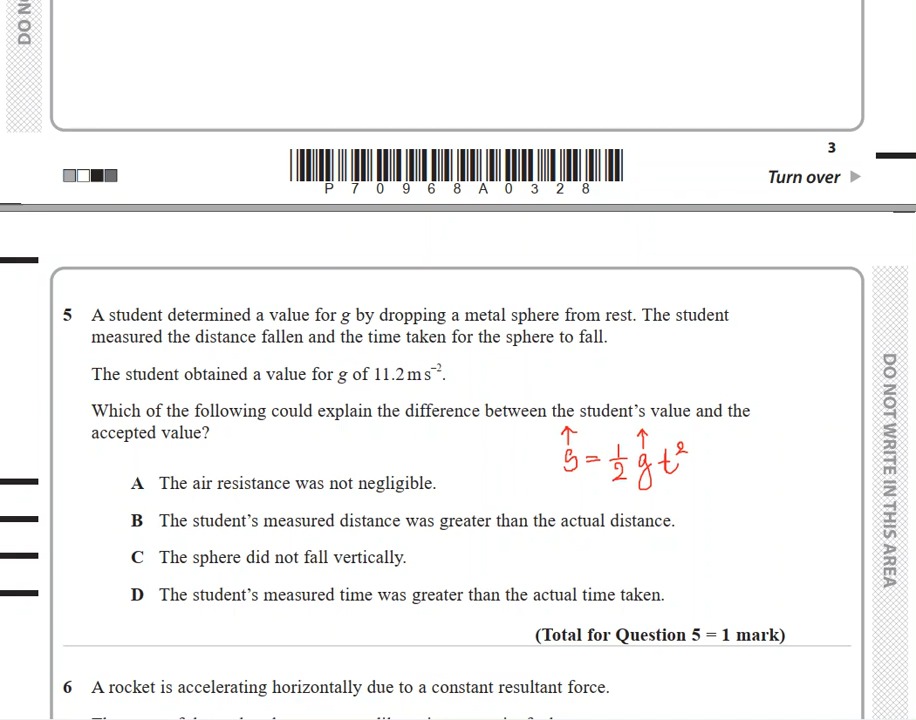 DO NO
3
P 7 0 9 6 8 A 0 3 2 8
Turn over
5 A student determined a value for g by dropping a metal sphere from rest. The student
measured the distance fallen and the time taken for the sphere to fall.
The student obtained a value for g of 11.2 m s⁻².
Which of the following could explain the difference between the student's value and the
accepted value?
↑ ↑
s = 1/2 g t²
A The air resistance was not negligible.
B The student's measured distance was greater than the actual distance.
C The sphere did not fall vertically.
D The student's measured time was greater than the actual time taken.
(Total for Question 5 = 1 mark)
6 A rocket is accelerating horizontally due to a constant resultant force.
DO NOT WRITE IN THIS AREA